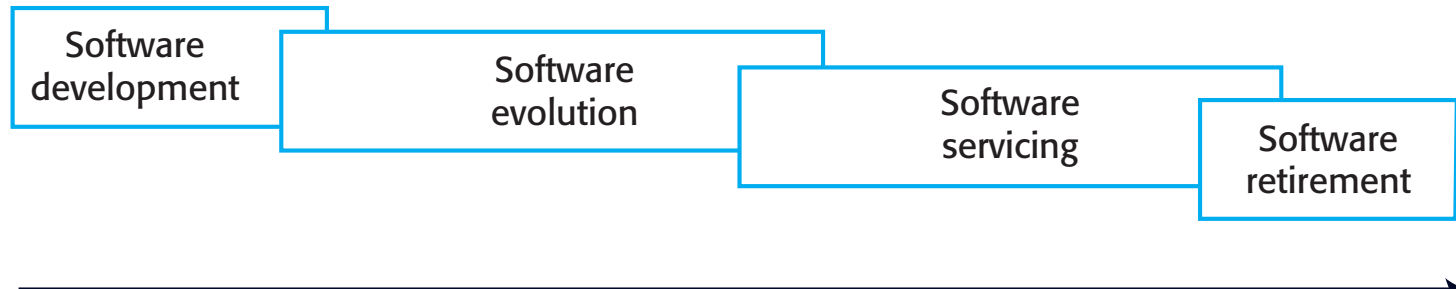 Software
development
Software
evolution
Software
servicing
Software
retirement